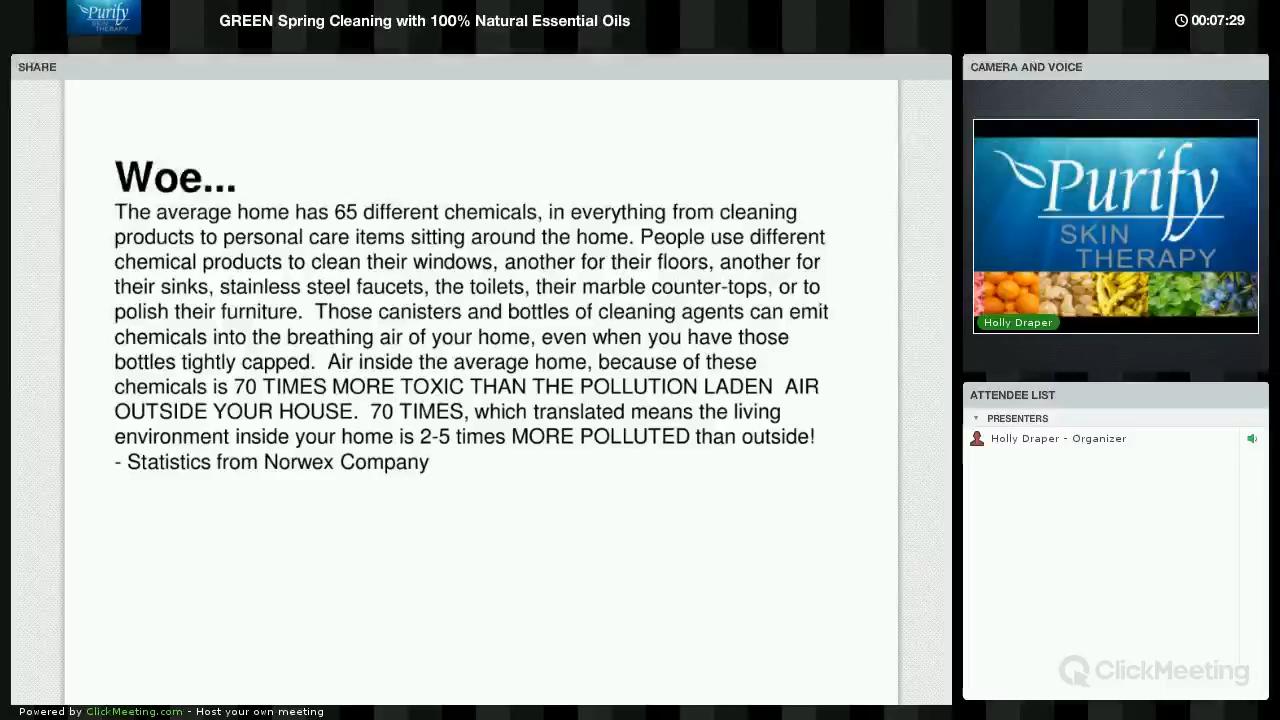 Purify
SKIN
THERAPY
GREEN Spring Cleaning with 100% Natural Essential Oils
00:07:29
SHARE
Woe...
The average home has 65 different chemicals, in everything from cleaning
products to personal care items sitting around the home. People use different
chemical products to clean their windows, another for their floors, another for
their sinks, stainless steel faucets, the toilets, their marble counter-tops, or to
polish their furniture.  Those canisters and bottles of cleaning agents can emit
chemicals into the breathing air of your home, even when you have those
bottles tightly capped.  Air inside the average home, because of these
chemicals is 70 TIMES MORE TOXIC THAN THE POLLUTION LADEN  AIR
OUTSIDE YOUR HOUSE.  70 TIMES, which translated means the living
environment inside your home is 2-5 times MORE POLLUTED than outside!
- Statistics from Norwex Company
CAMERA AND VOICE
Purify
SKIN
THERAPY
Holly Draper
ATTENDEE LIST
PRESENTERS
Holly Draper - Organizer
ClickMeeting
Powered by ClickMeeting.com - Host your own meeting